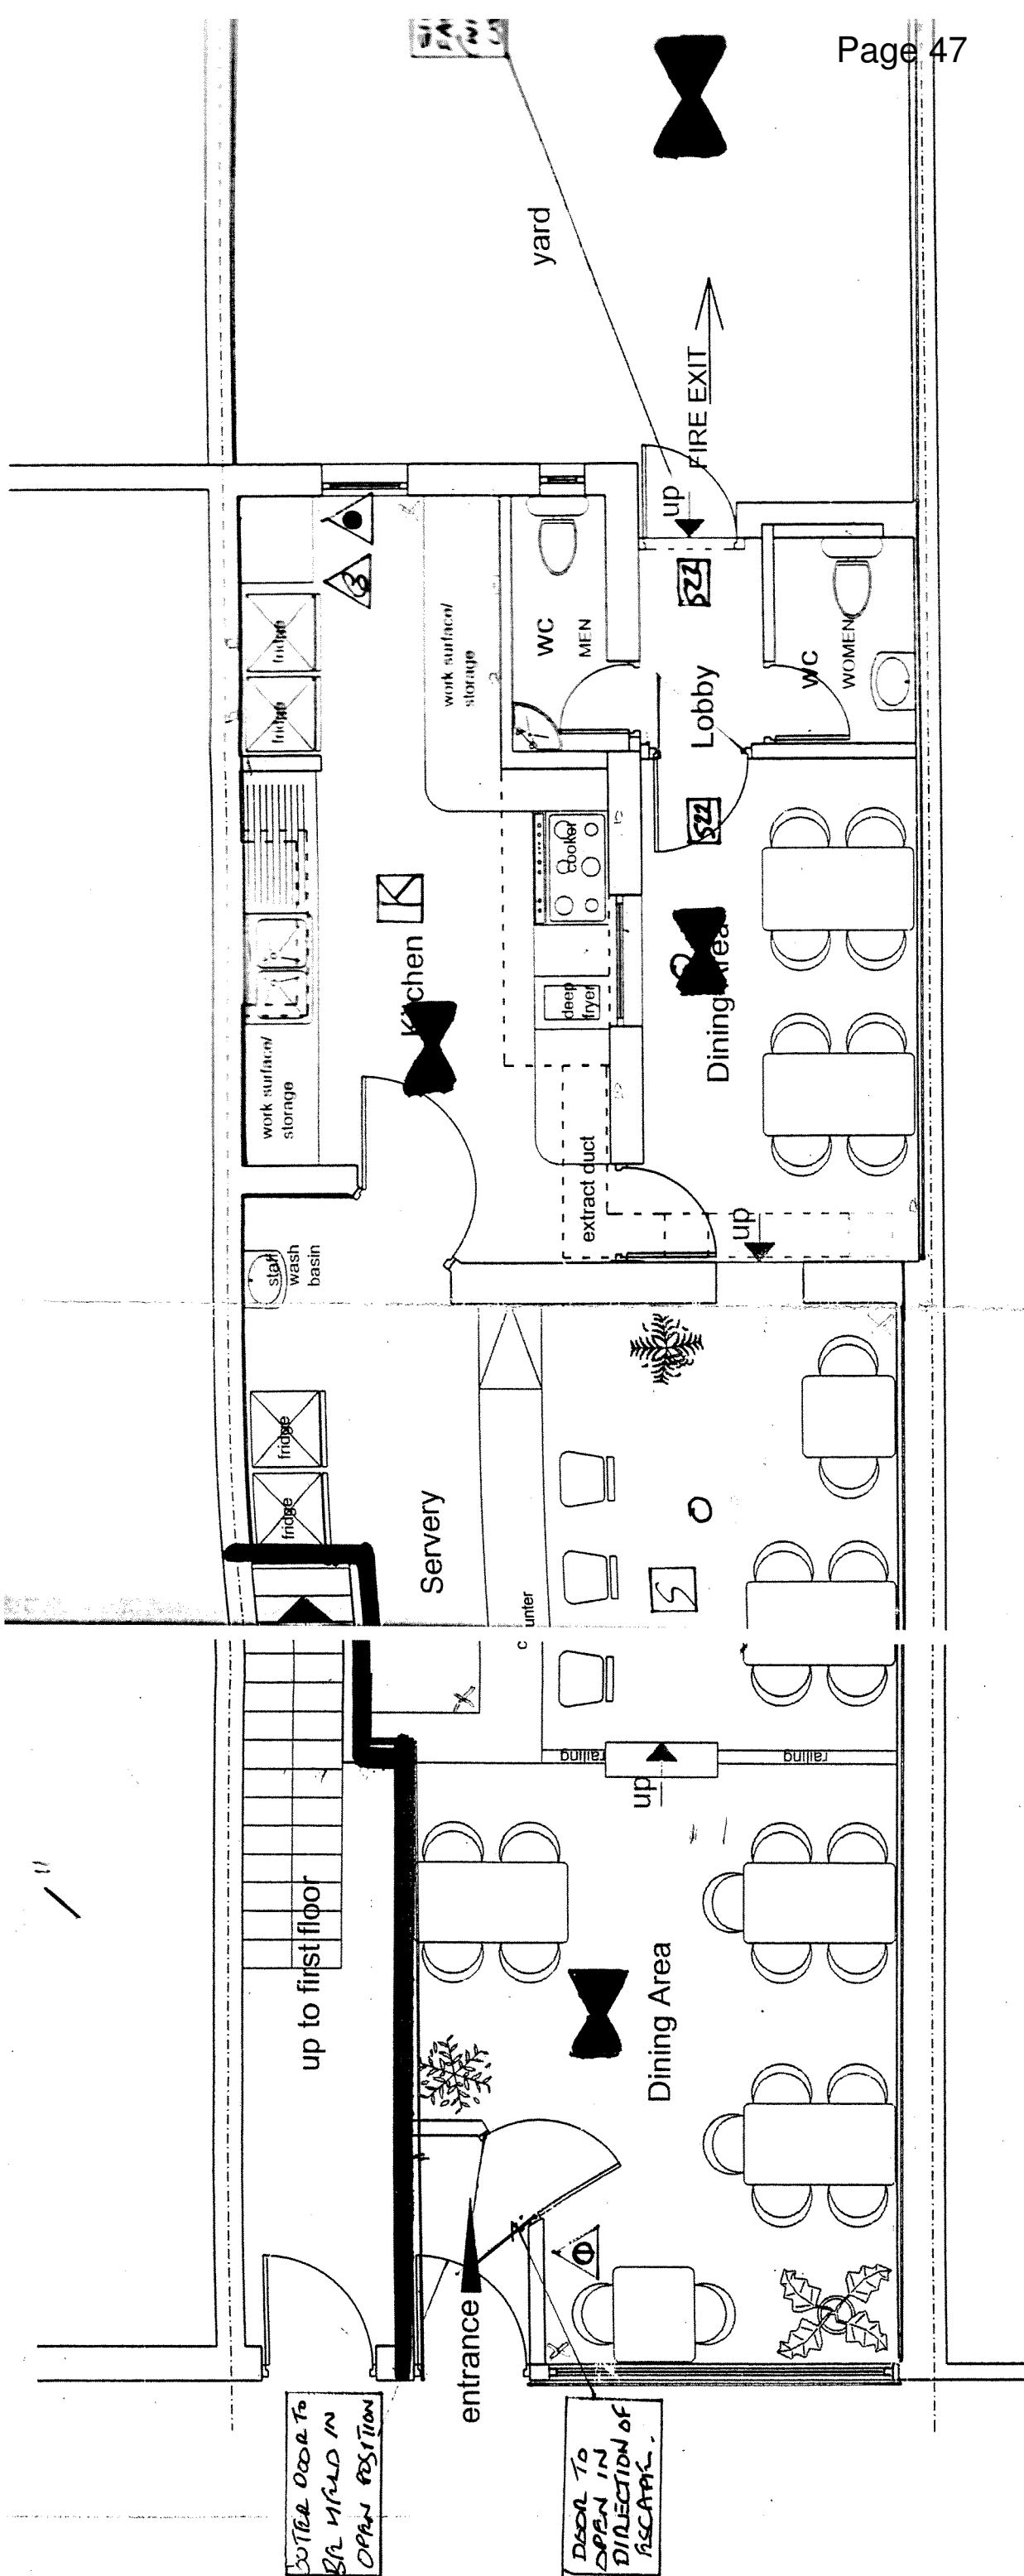 Page 47
yard
FIRE EXIT
up
S23
fridge
fridge
work surface/
storage
WC
MEN
WC
WOMEN
Lobby
S22
K
Kitchen
cooker
deep
fryer
Dining Area
work surface/
storage
extract duct
up
staff
wash
basin
fridge
fridge
Servery
counter
S
railing
railing
up
up to first floor
Dining Area
entrance
OUTER DOOR TO
BE HELD IN
OPEN POSITION
DOOR TO
OPEN IN
DIRECTION OF
ESCAPE.